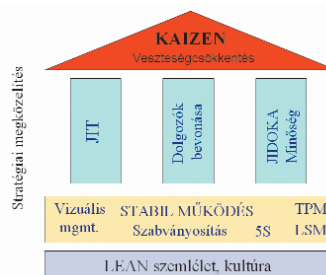 KAIZEN
Veszteségcsökkentés
Stratégiai megközelítés
JIT
Dolgozók
bevonása
JIDOKA
Minőség
Vizuális STABIL MŰKÖDÉS TPM
mgmt. Szabványosítás 5S LSM
LEAN szemlélet, kultúra